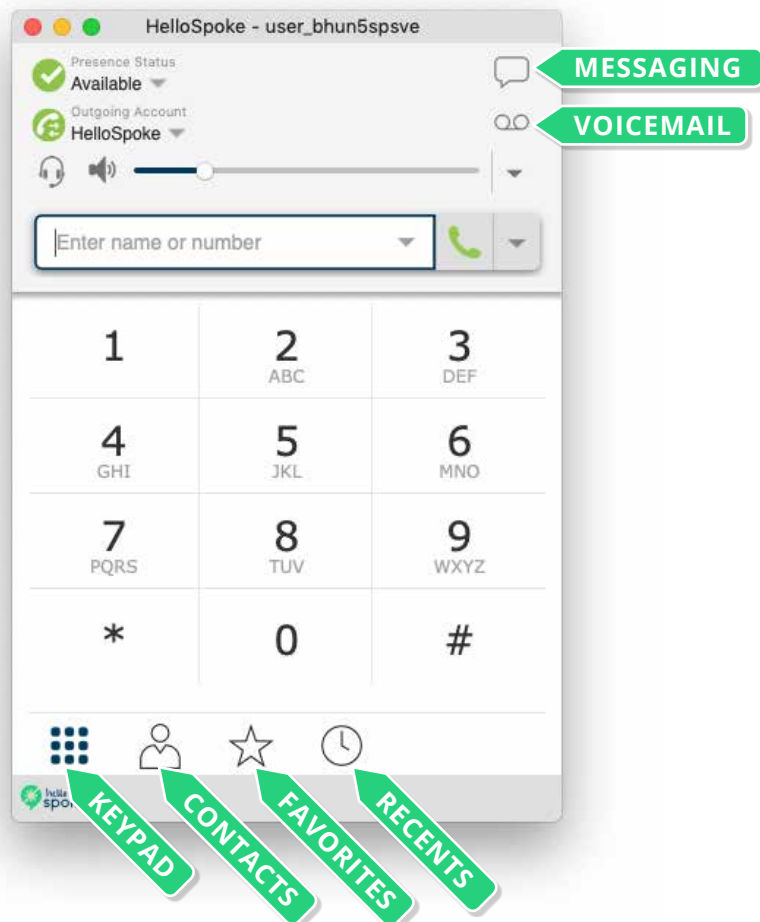 HelloSpoke - user_bhun5spsve
Presence Status
Available
MESSAGING
Outgoing Account
HelloSpoke
VOICEMAIL
Enter name or number
1
2
ABC
3
DEF
4
GHI
5
JKL
6
MNO
7
PQRS
8
TUV
9
WXYZ
*
0
#
hello
KEYPAD
CONTACTS
FAVORITES
RECENTS